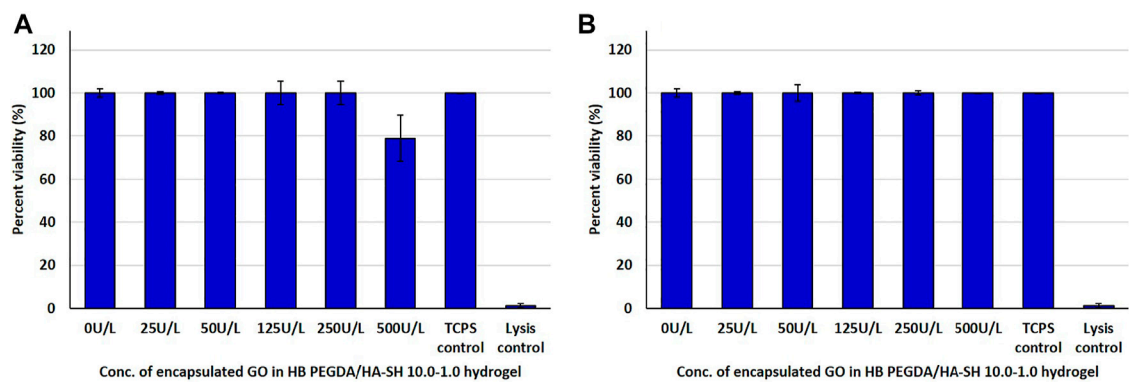 A
Percent viability (%)
120
100
80
60
40
20
0
0U/L 25U/L 50U/L 125U/L 250U/L 500U/L TCPS control Lysis control
Conc. of encapsulated GO in HB PEGDA/HA-SH 10.0-1.0 hydrogel
B
Percent viability (%)
120
100
80
60
40
20
0
0U/L 25U/L 50U/L 125U/L 250U/L 500U/L TCPS control Lysis control
Conc. of encapsulated GO in HB PEGDA/HA-SH 10.0-1.0 hydrogel